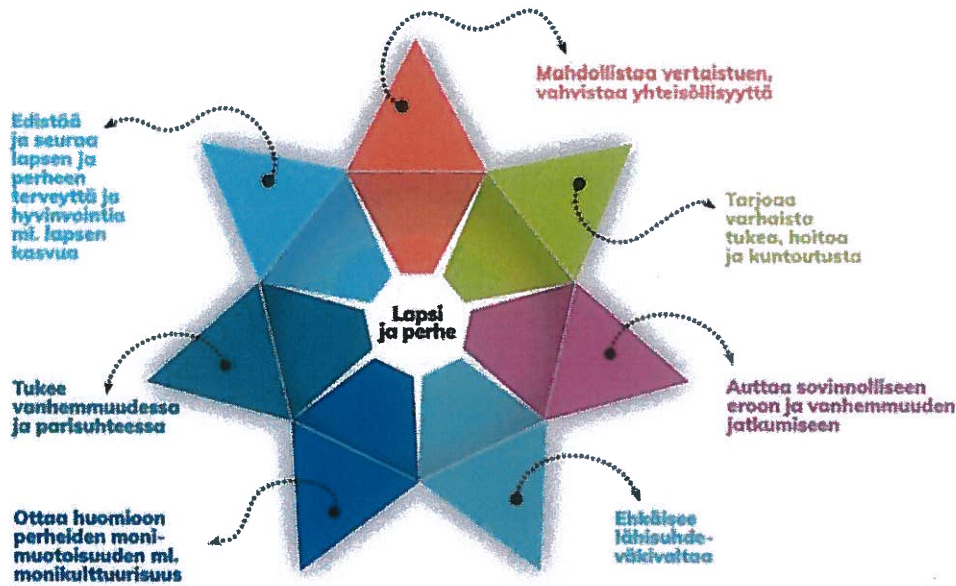 Mahdollistaa vertaistuen,
vahvistaa yhteisöllisyyttä
Edistää
ja seuraa
lapsen ja
perheen
terveyttä ja
hyvinvointia
ml. lapsen
kasvua
Tarjoaa
varhaista
tukea, hoitoa
ja kuntoutusta
Lapsi
ja perhe
Tukee
vanhemmuudessa
ja parisuhteessa
Auttaa sovinnolliseen
eroon ja vanhemmuuden
jatkumiseen
Ottaa huomioon
perheiden moni-
muotoisuuden ml.
monikulttuurisuus
Ehkäisee
lähisuhde-
väkivaltaa